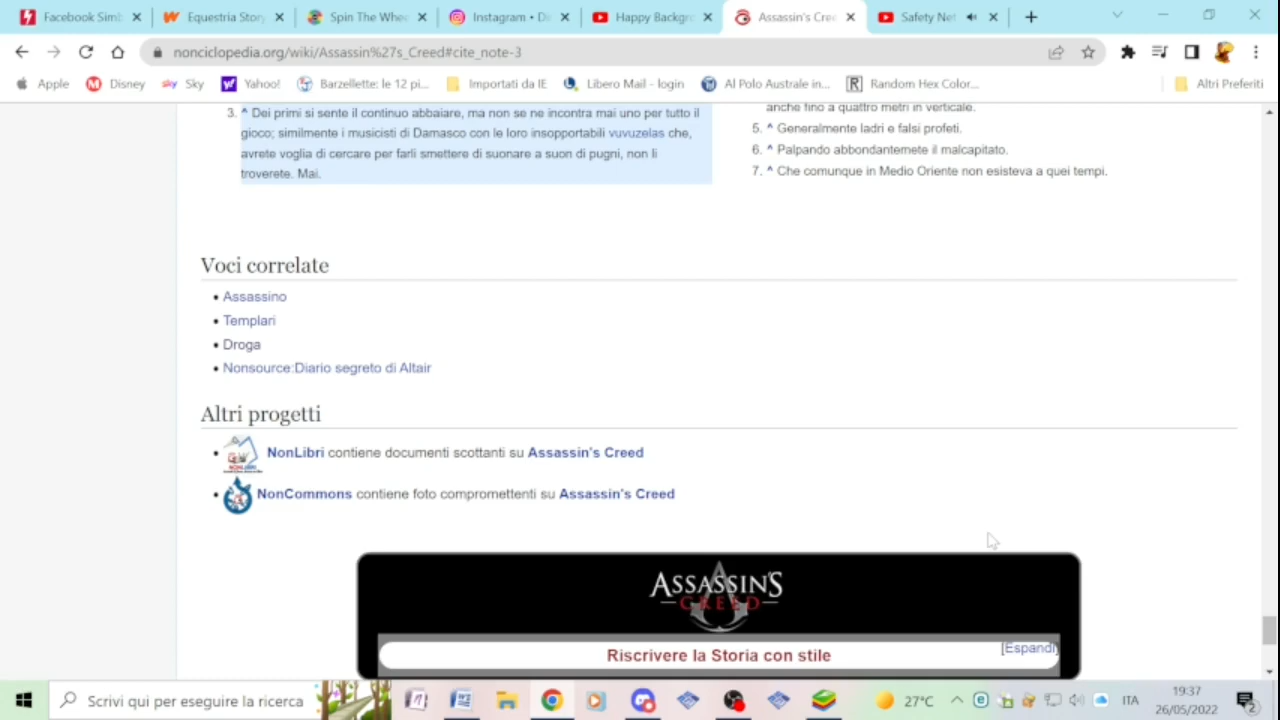 Facebook Simb
Equestria Story
Spin The Whee
Instagram • Di
Happy Backgr
Assassin's Cree
Safety Net
nonciclopedia.org/wiki/Assassin%27s_Creed#cite_note-3
Apple
Disney
sky
Sky
Yahoo!
Barzellette: le 12 pi...
Importati da IE
Libero Mail - login
Al Polo Australe in...
R
Random Hex Color...
Altri Preferiti
3. ^ Dei primi si sente il continuo abbaiare, ma non se ne incontra mai uno per tutto il
gioco; similmente i musicisti di Damasco con le loro insopportabili vuvuzelas che,
avrete voglia di cercare per farli smettere di suonare a suon di pugni, non li
troverete. Mai.
anche fino a quattro metri in verticale.
5. ^ Generalmente ladri e falsi profeti.
6. ^ Palpando abbondantemete il malcapitato.
7. ^ Che comunque in Medio Oriente non esisteva a quei tempi.
Voci correlate
• Assassino
• Templari
• Droga
• Nonsource:Diario segreto di Altair
Altri progetti
• NonLibri contiene documenti scottanti su Assassin's Creed
• NonCommons contiene foto compromettenti su Assassin's Creed
ASSASSIN'S
CREED
Riscrivere la Storia con stile
[Espandi]
Scrivi qui per eseguire la ricerca
27°C
ITA
19:37
26/05/2022
2